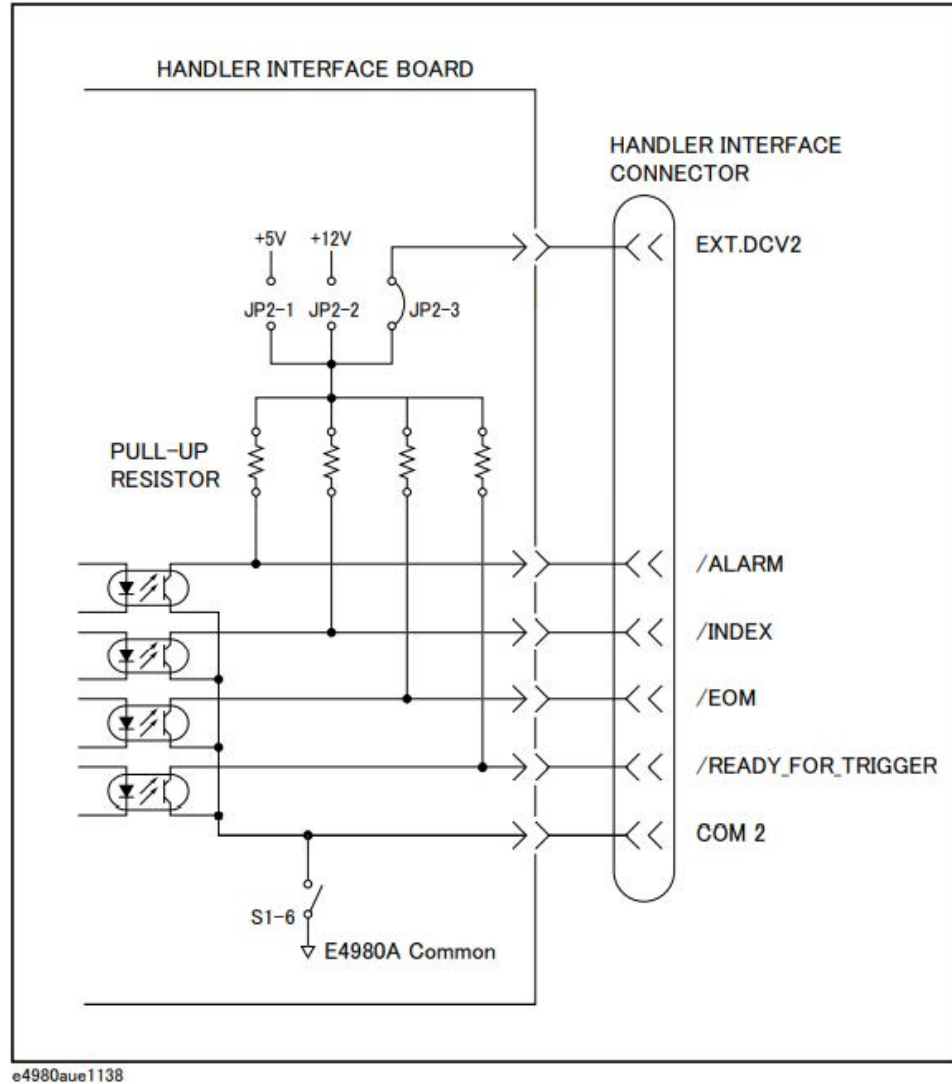 HANDLER INTERFACE BOARD
HANDLER INTERFACE
CONNECTOR
+5V +12V
EXT.DCV2
JP2-1 JP2-2 JP2-3
PULL-UP
RESISTOR
/ALARM
/INDEX
/EOM
/READY_FOR_TRIGGER
COM 2
S1-6
E4980A Common
e4980aue1138